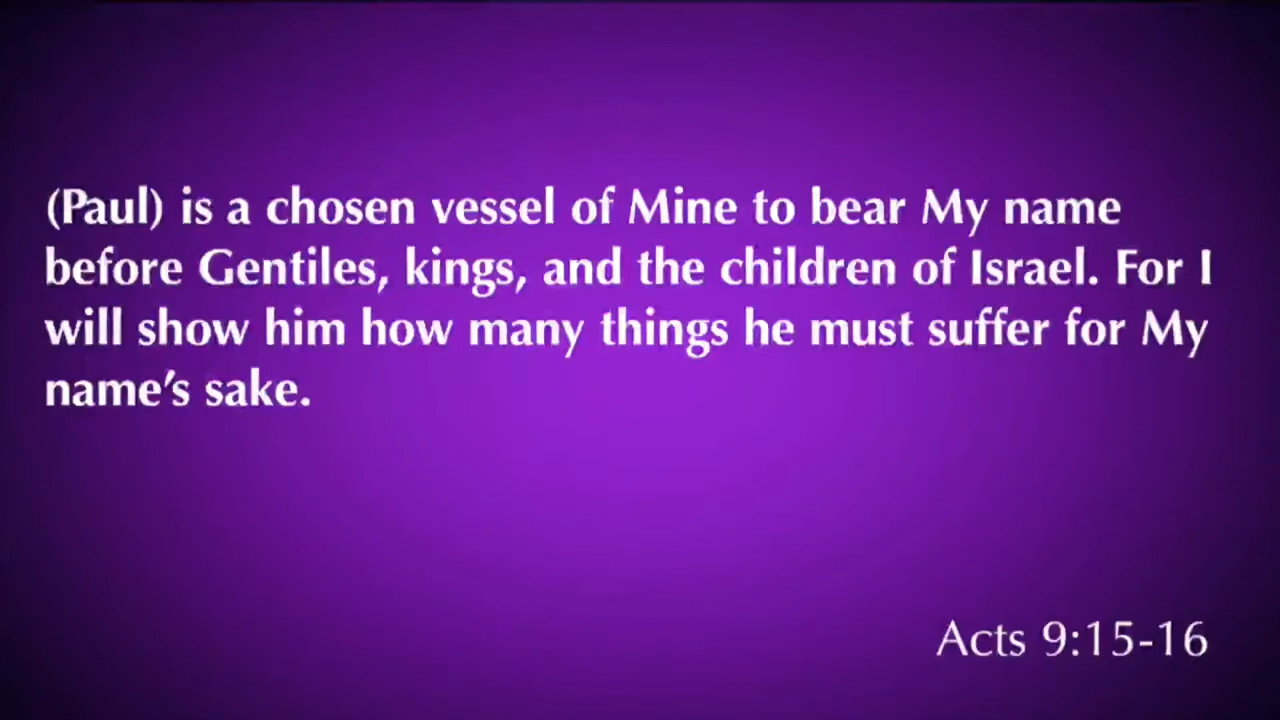 (Paul) is a chosen vessel of Mine to bear My name
before Gentiles, kings, and the children of Israel. For I
will show him how many things he must suffer for My
name’s sake.
Acts 9:15-16